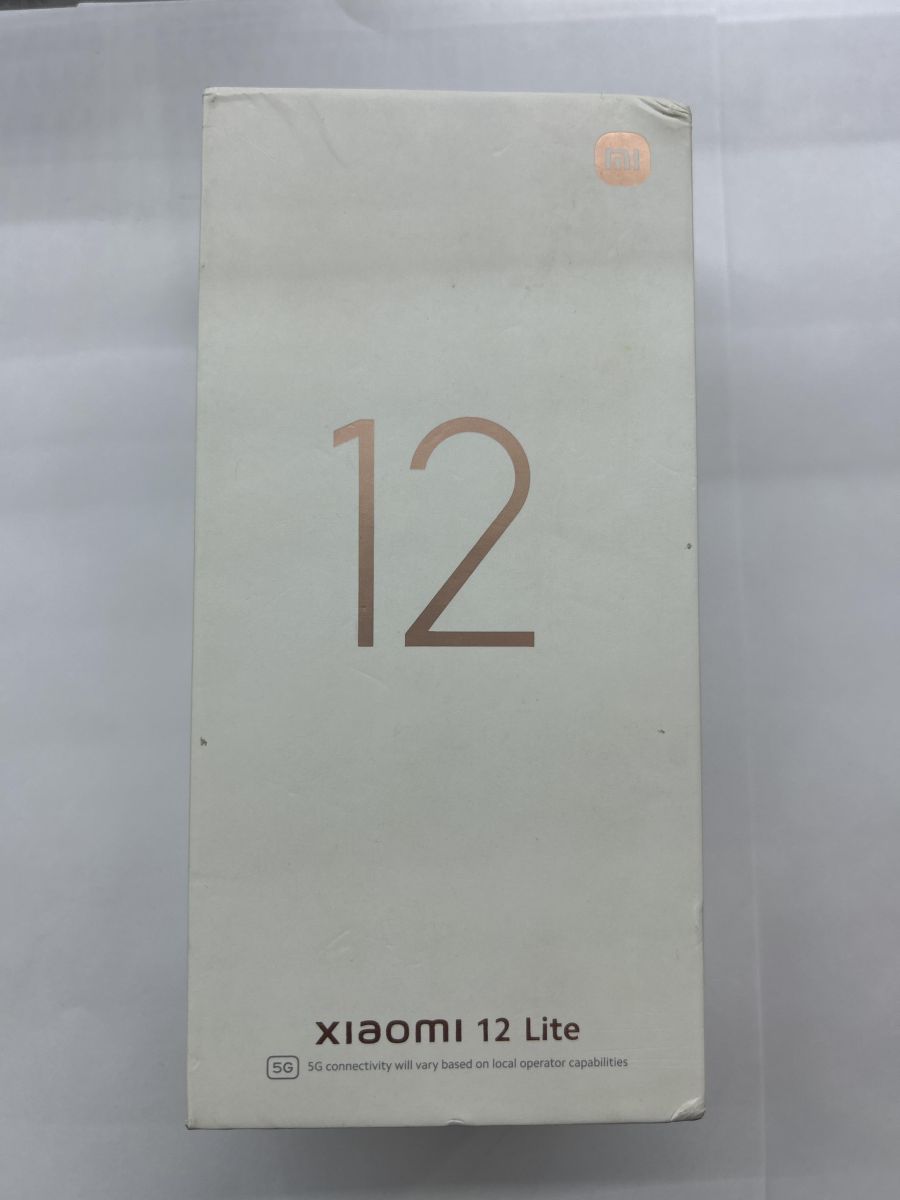 mi
12
xiaomi 12 Lite
5G 5G connectivity will vary based on local operator capabilities